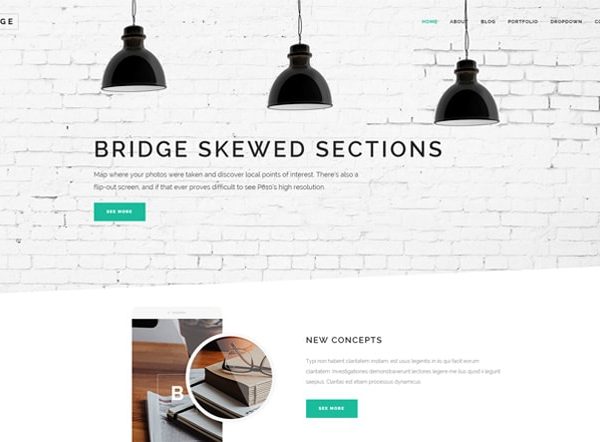 GE
HOME ABOUT BLOG PORTFOLIO DROPDOWN CO
BRIDGE SKEWED SECTIONS
Map where your photos were taken and discover local points of interest. There's also a
flip-out screen, and if that ever proves difficult to see P610's high resolution.
SEE MORE
NEW CONCEPTS
Typi non habent claritatem insitam est usus legentis in iis qui facit eorum
claritatem. Investigationes demonstraverunt lectores legere me lius quod ii legunt
saepius. Claritas est etiam processus dynamicus.
B
SEE MORE